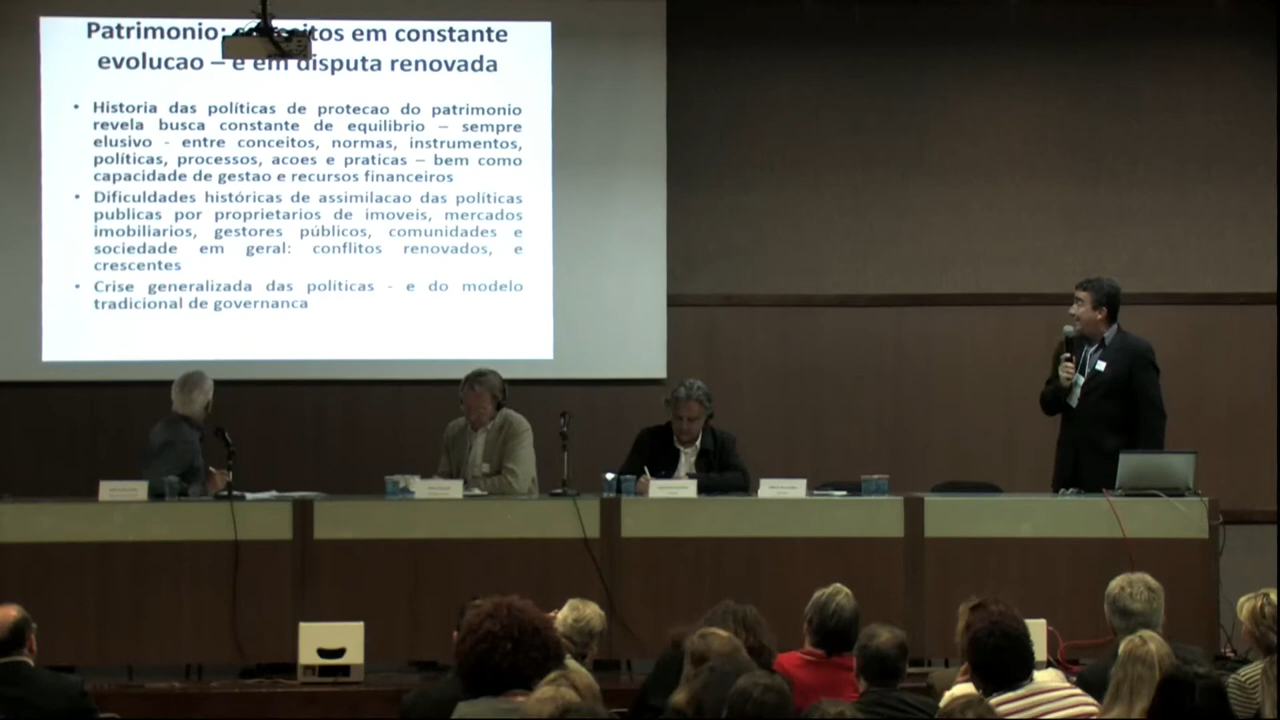 Patrimonio: em constante
evolucao – e em disputa renovada
• Historia das políticas de protecao do patrimonio
revela busca constante de equilibrio – sempre
elusivo - entre conceitos, normas, instrumentos,
políticas, processos, acoes e praticas – bem como
capacidade de gestao e recursos financeiros
• Dificuldades históricas de assimilacao das políticas
publicas por proprietarios de imoveis, mercados
imobiliarios, gestores públicos, comunidades e
sociedade em geral: conflitos renovados, e
crescentes
• Crise generalizada das politicas - e do modelo
tradicional de governanca